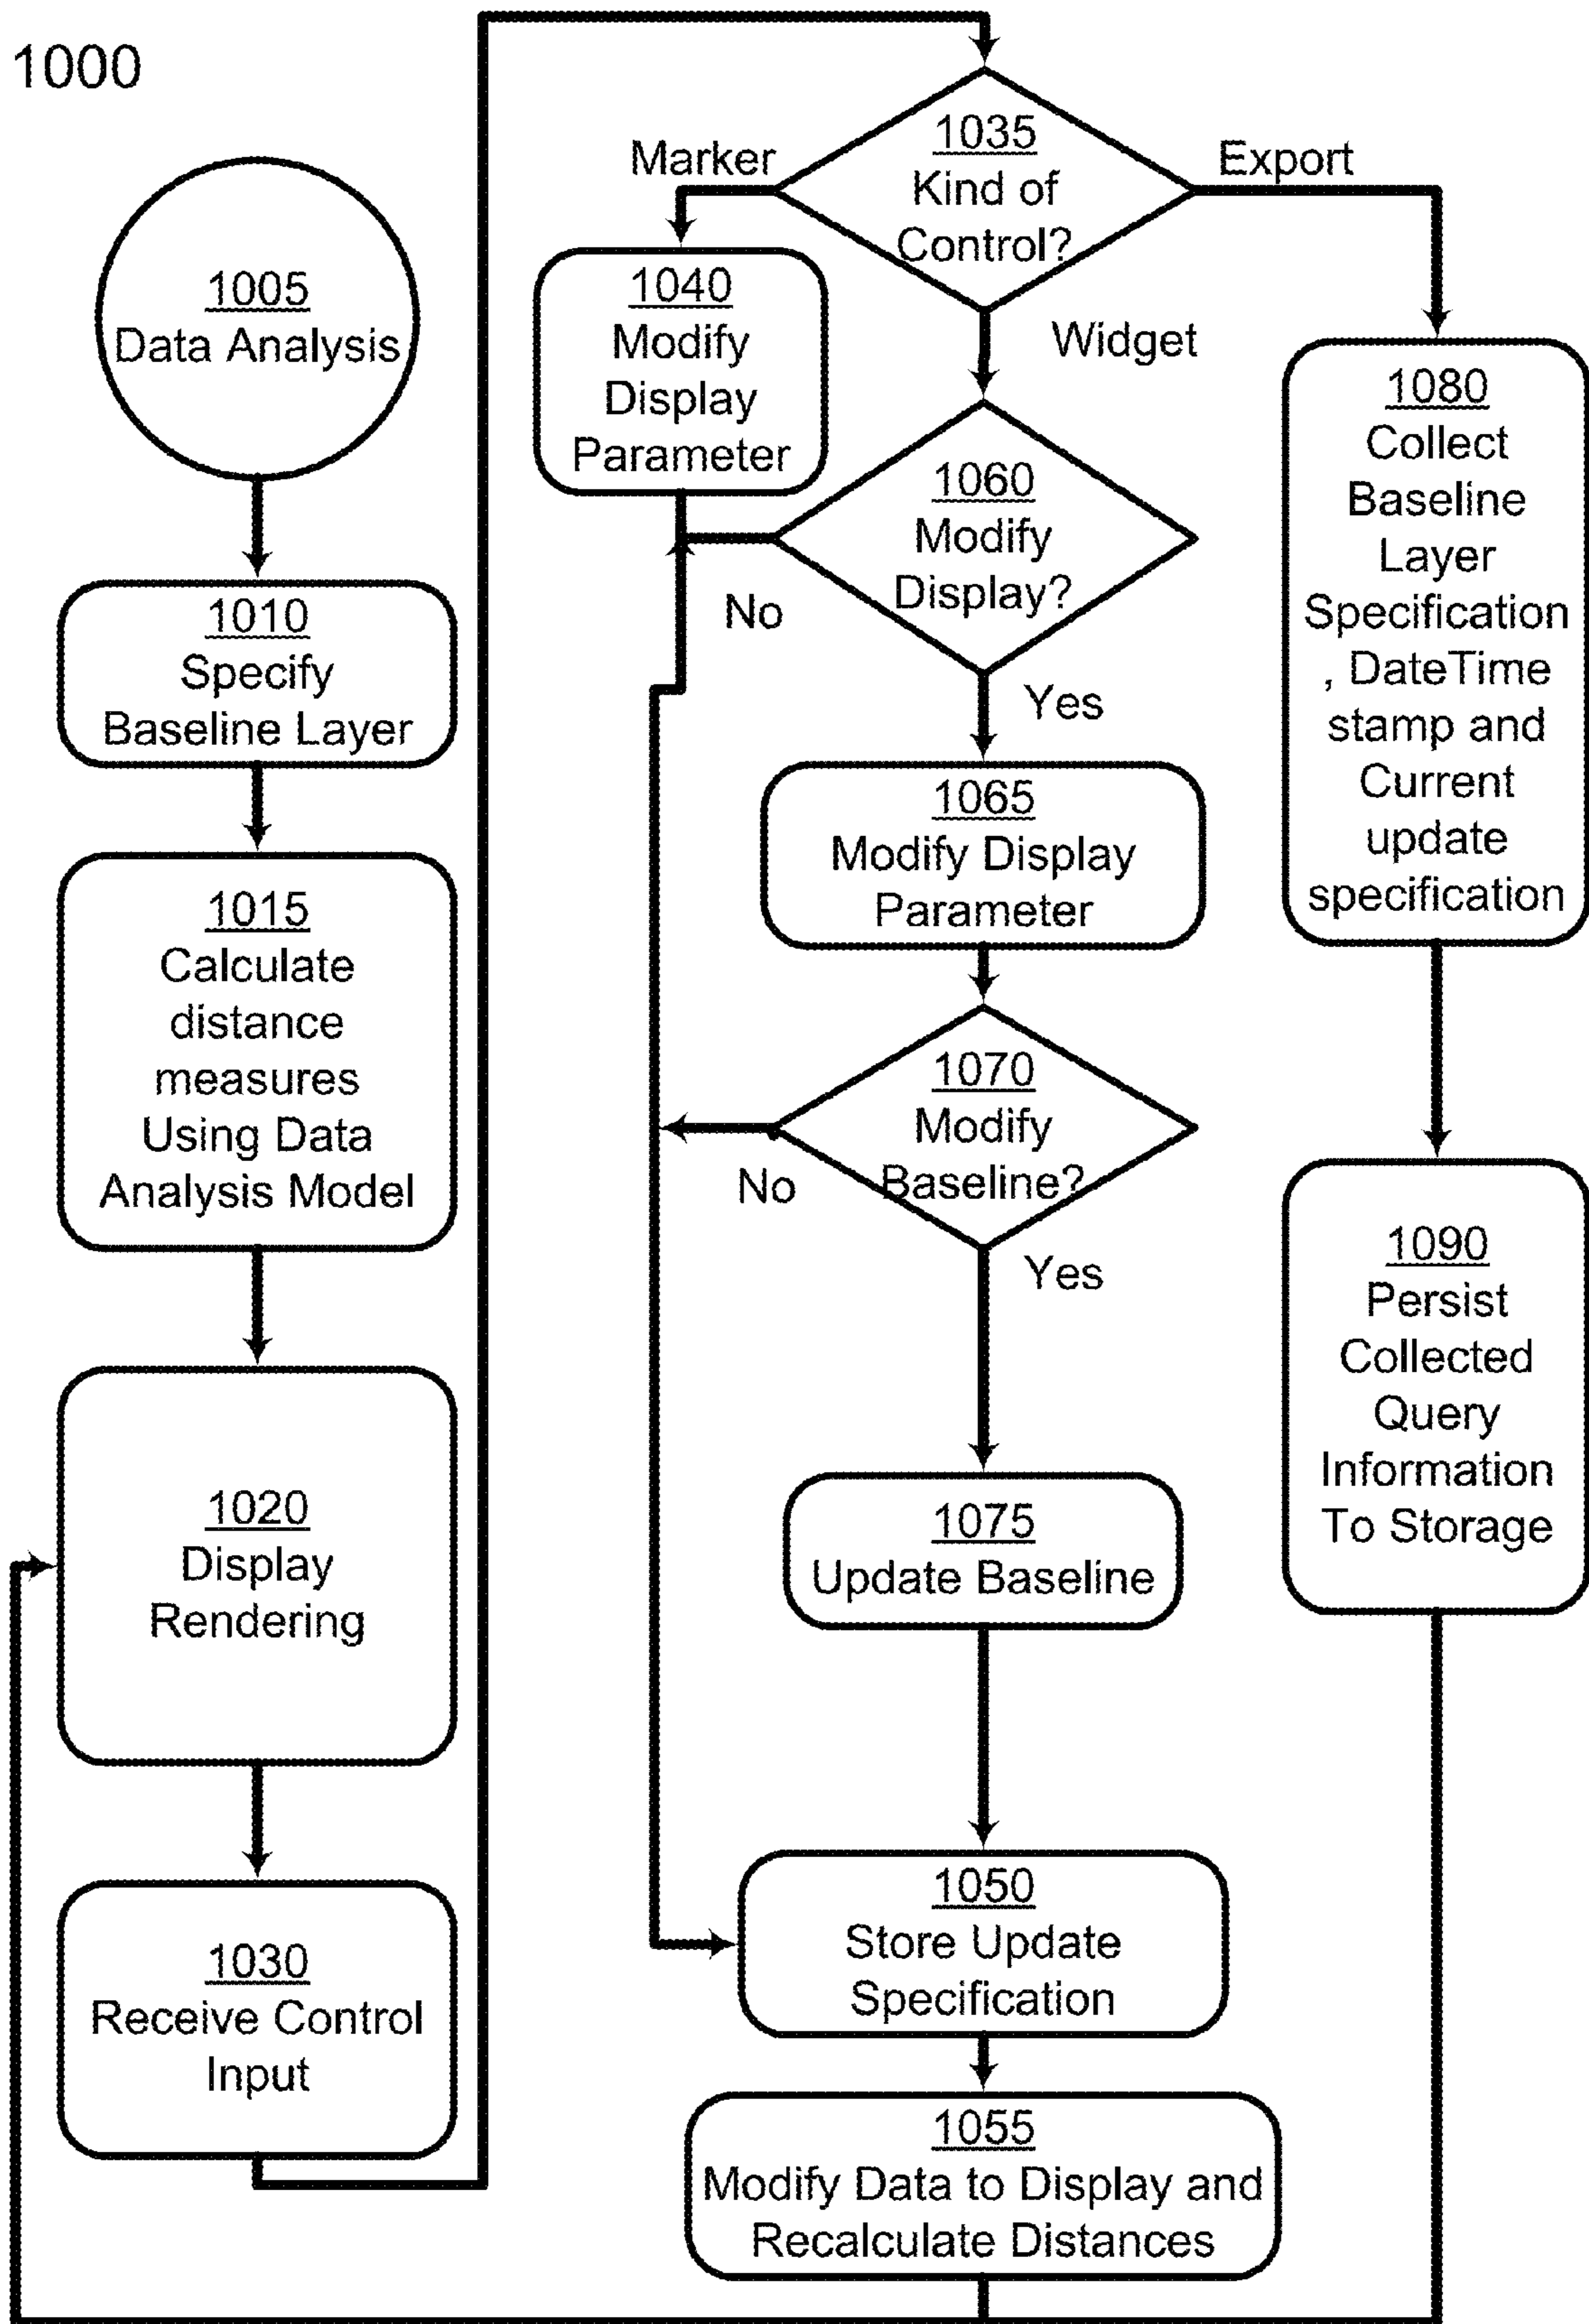 1000
1005
Data Analysis
1010
Specify
Baseline Layer
1015
Calculate
distance
measures
Using Data
Analysis Model
1020
Display
Rendering
1030
Receive Control
Input
1035
Kind of
Control?
Marker
Export
Widget
1040
Modify
Display
Parameter
1060
Modify
Display?
No
Yes
1065
Modify Display
Parameter
1070
Modify
Baseline?
No
Yes
1075
Update Baseline
1050
Store Update
Specification
1055
Modify Data to Display and
Recalculate Distances
1080
Collect
Baseline
Layer
Specification
, DateTime
stamp and
Current
update
specification
1090
Persist
Collected
Query
Information
To Storage